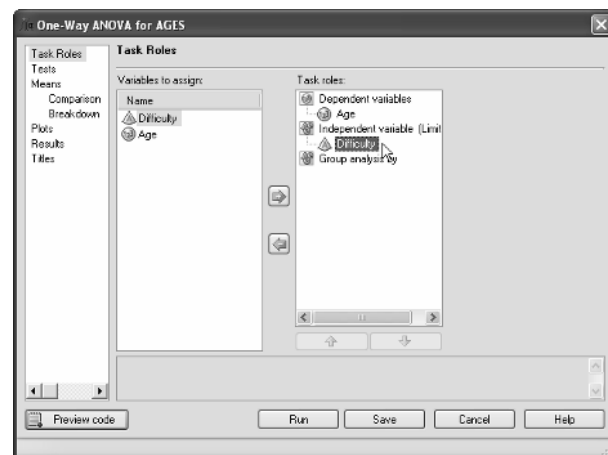 One-Way ANOVA for AGES
Task Roles
Tests
Means
Comparison
Breakdown
Plots
Results
Titles
Task Roles
Variables to assign:
Name
Difficulty
Age
Task roles:
Dependent variables
Age
Independent variable (Limit
Difficulty
Group analysis by
Preview code
Run
Save
Cancel
Help